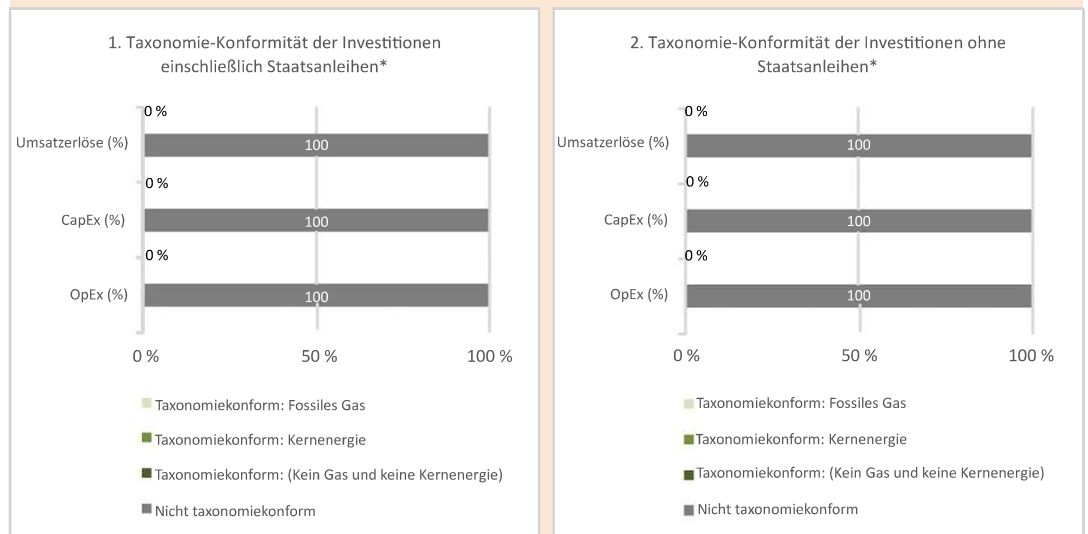 1. Taxonomie-Konformität der Investitionen
einschließlich Staatsanleihen*
0 %
Umsatzerlöse (%)
100
0 %
CapEx (%)
100
0 %
OpEx (%)
100
0 %
50 %
100 %
Taxonomiekonform: Fossiles Gas
Taxonomiekonform: Kernenergie
Taxonomiekonform: (Kein Gas und keine Kernenergie)
Nicht taxonomiekonform
2. Taxonomie-Konformität der Investitionen ohne
Staatsanleihen*
0 %
Umsatzerlöse (%)
100
0 %
CapEx (%)
100
0 %
OpEx (%)
100
0 %
50 %
100 %
Taxonomiekonform: Fossiles Gas
Taxonomiekonform: Kernenergie
Taxonomiekonform: (Kein Gas und keine Kernenergie)
Nicht taxonomiekonform